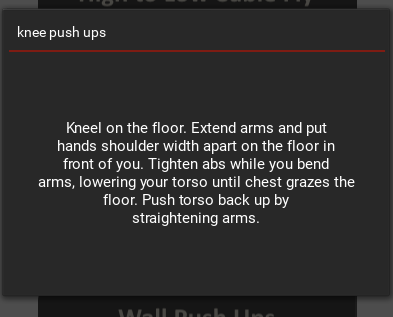 High to Low Cable Fly
knee push ups
Kneel on the floor. Extend arms and put
hands shoulder width apart on the floor in
front of you. Tighten abs while you bend
arms, lowering your torso until chest grazes the
floor. Push torso back up by
straightening arms.
Wall Push Ups